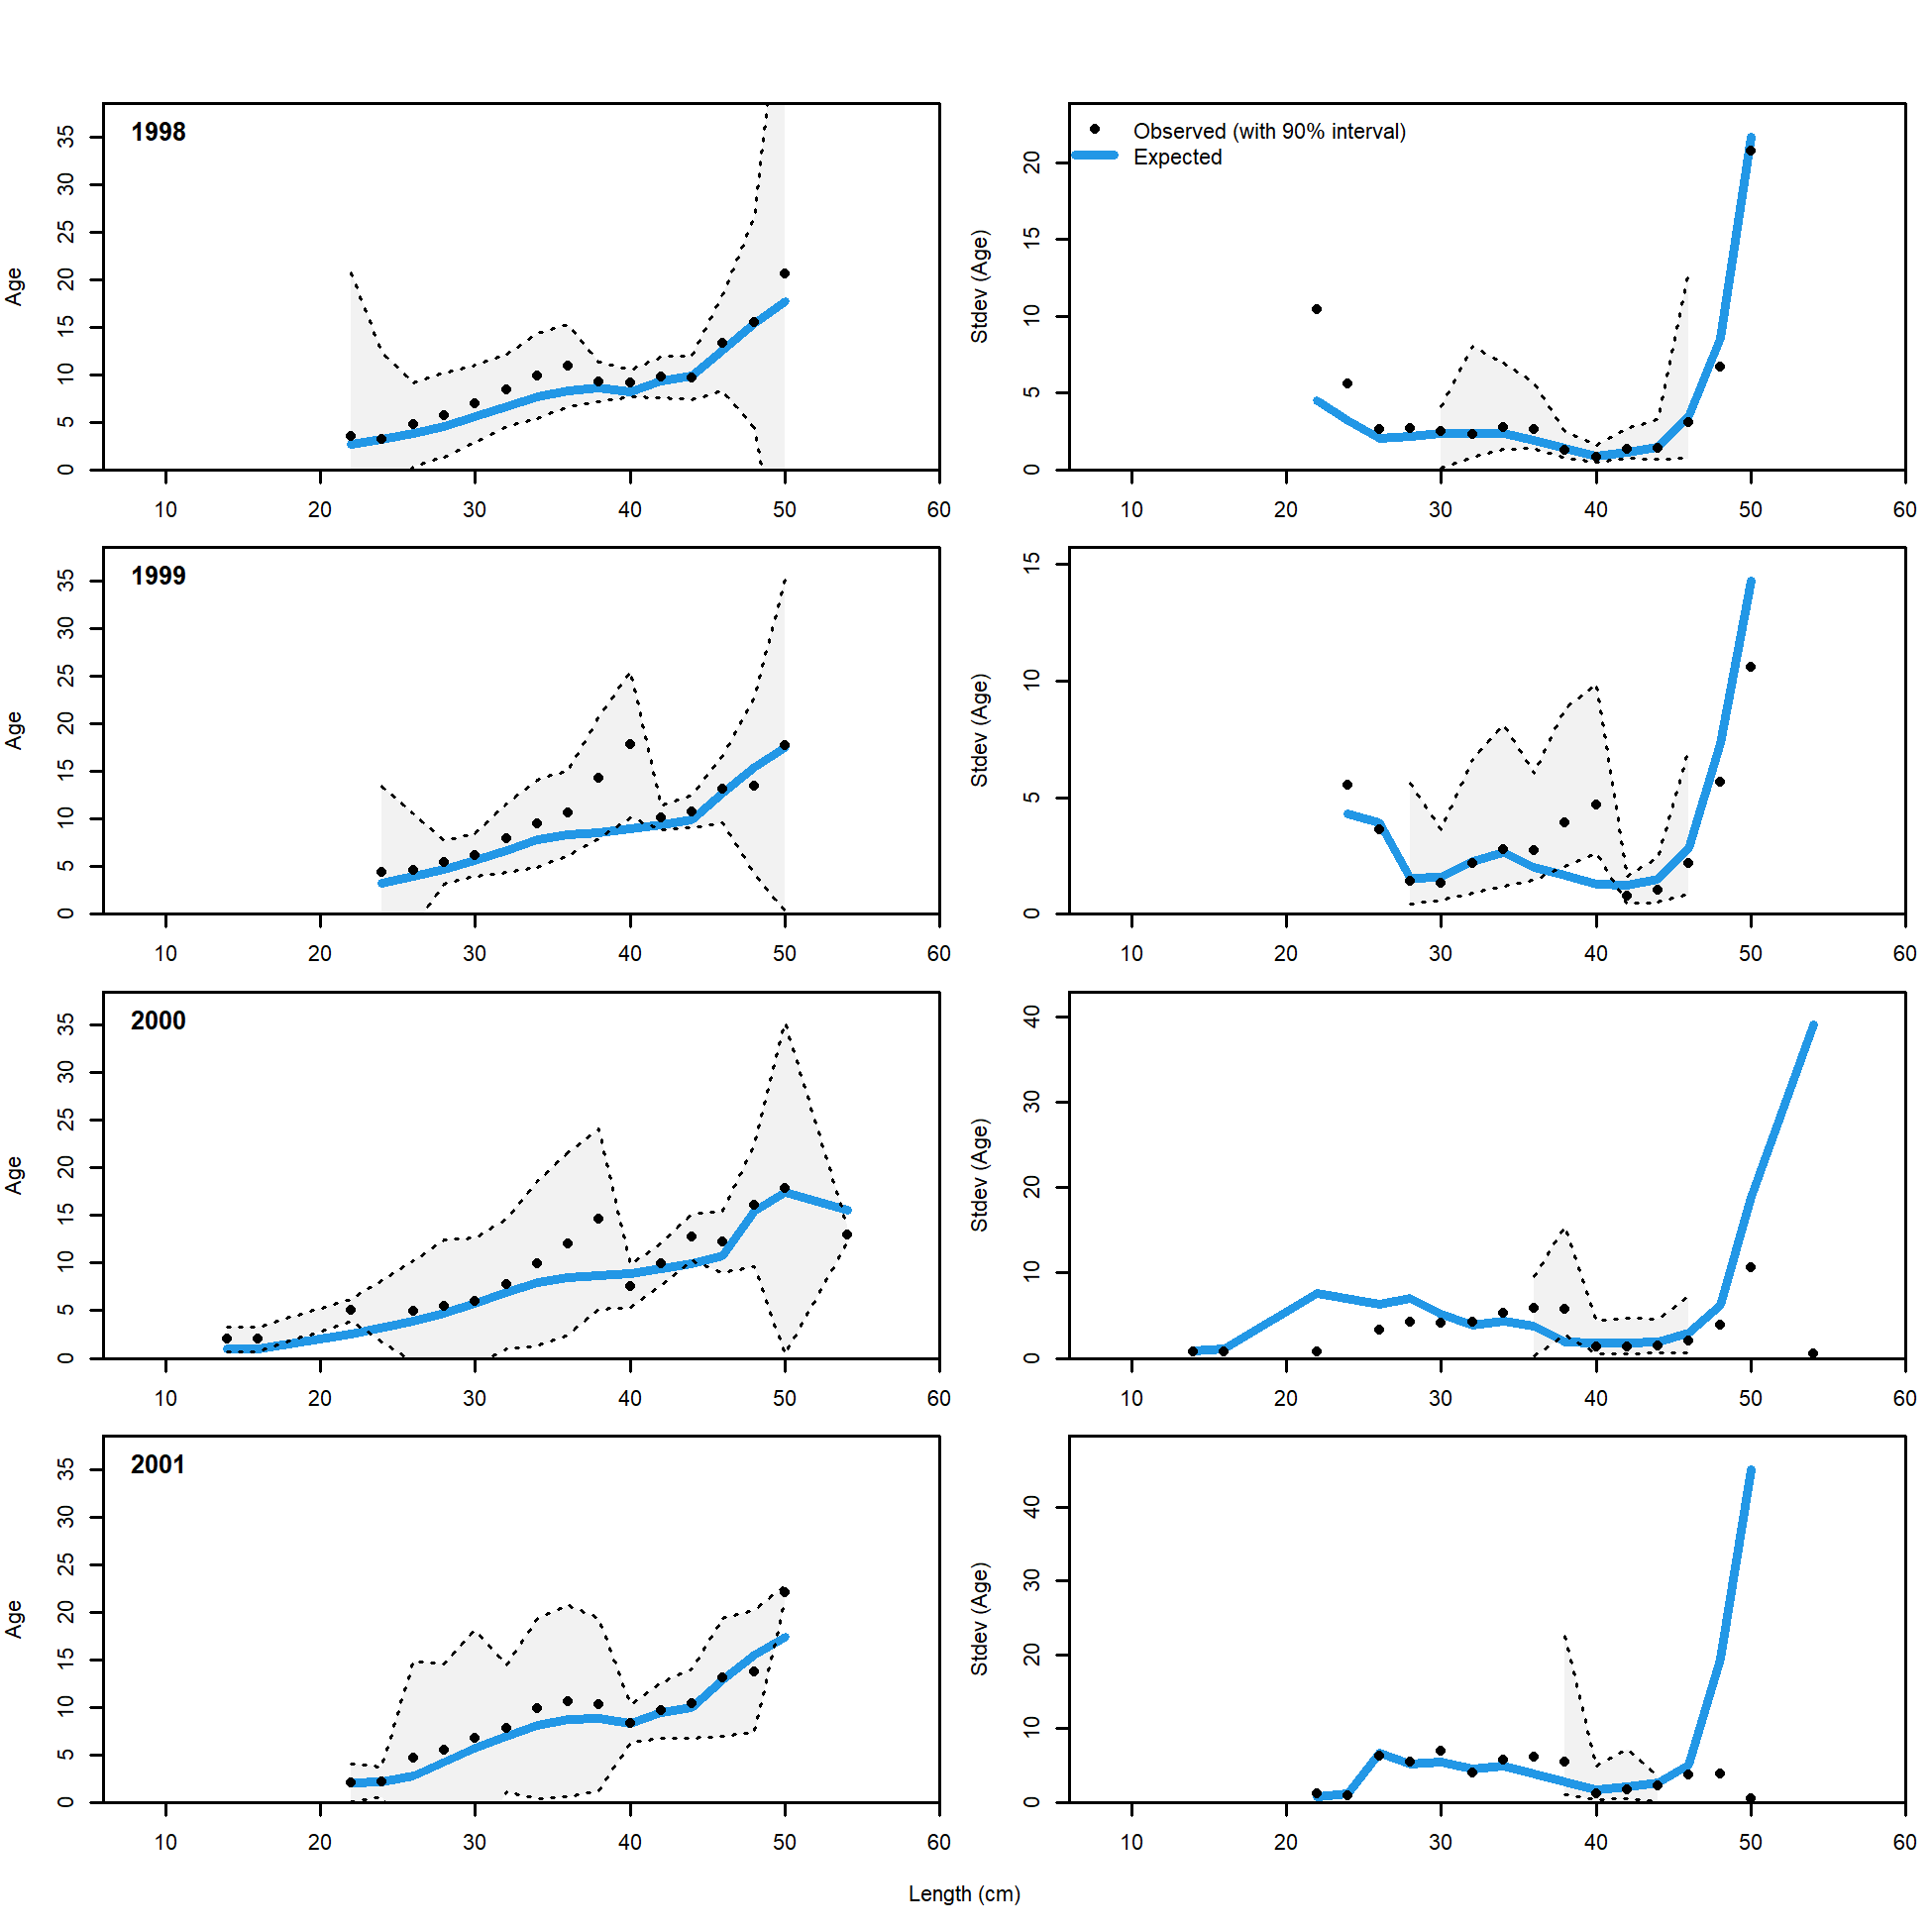 1998
Age
0 5 10 15 20 25 30 35
10 20 30 40 50 60
Observed (with 90% interval)
Expected
Stdev (Age)
0 5 10 15 20
10 20 30 40 50 60
1999
Age
0 5 10 15 20 25 30 35
10 20 30 40 50 60
Stdev (Age)
0 5 10 15
10 20 30 40 50 60
2000
Age
0 5 10 15 20 25 30 35
10 20 30 40 50 60
Stdev (Age)
0 10 20 30 40
10 20 30 40 50 60
2001
Age
0 5 10 15 20 25 30 35
10 20 30 40 50 60
Stdev (Age)
0 10 20 30 40
10 20 30 40 50 60
Length (cm)